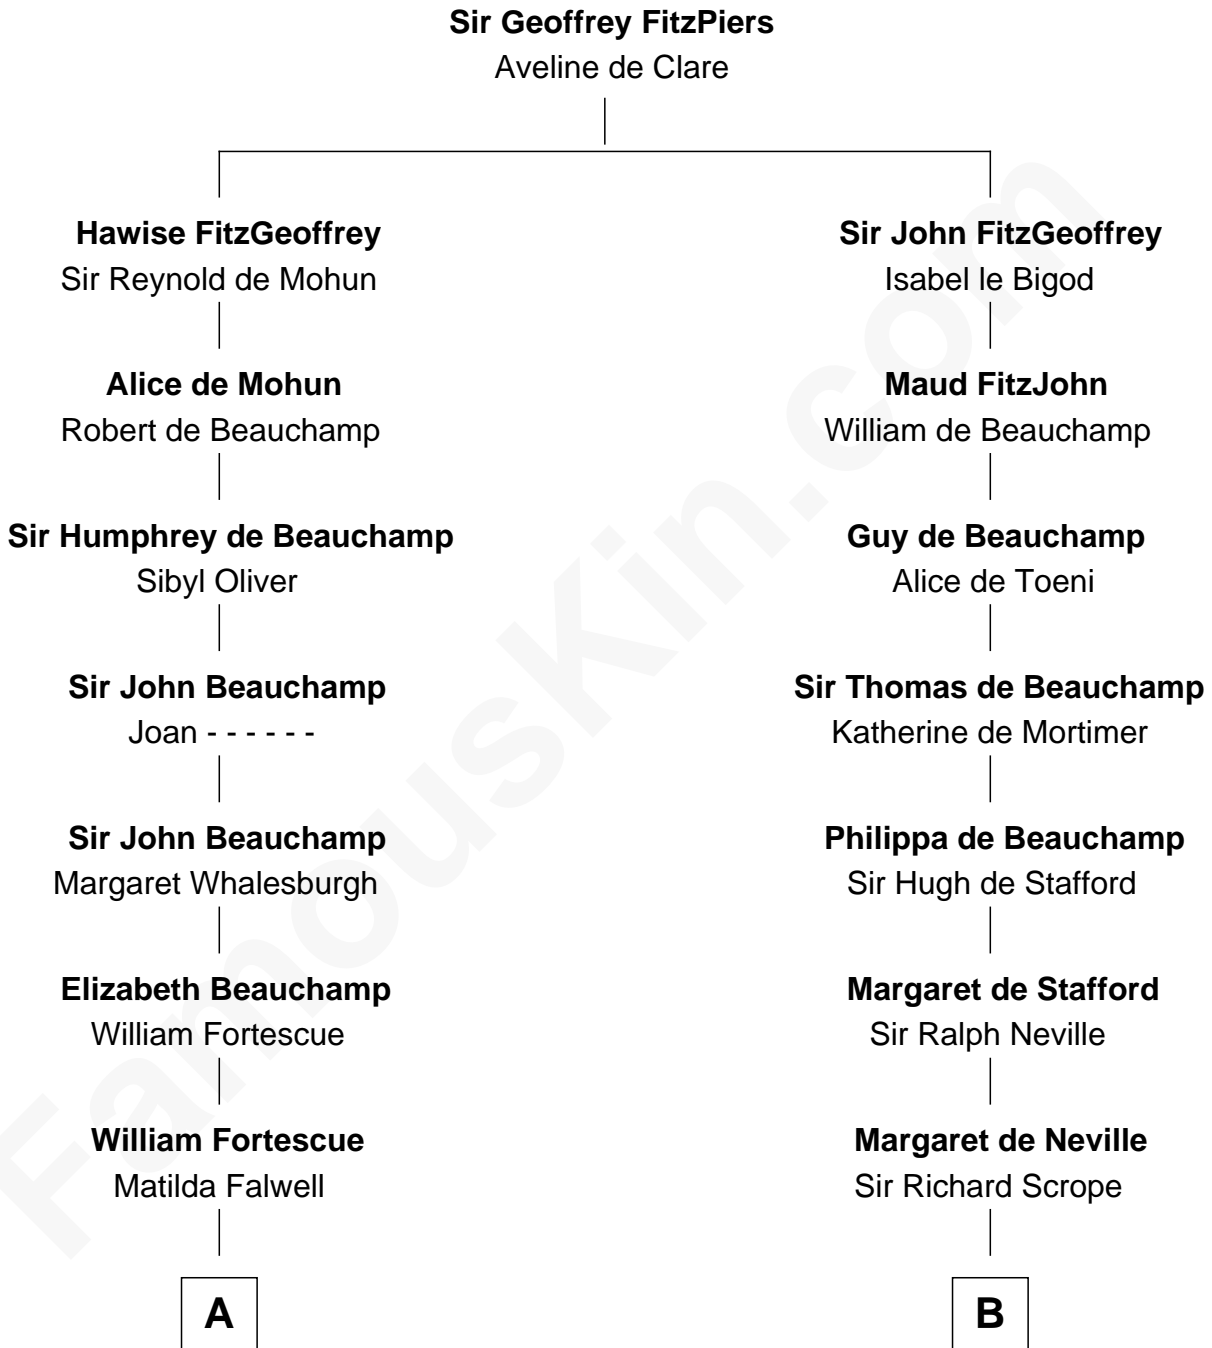 Sir Geoffrey FitzPiers
Aveline de Clare
Hawise FitzGeoffrey
Sir Reynold de Mohun
Alice de Mohun
Robert de Beauchamp
Sir Humphrey de Beauchamp
Sibyl Oliver
Sir John Beauchamp
Joan - - - - - -
Sir John Beauchamp
Margaret Whalesburgh
Elizabeth Beauchamp
William Fortescue
William Fortescue
Matilda Falwell
A
Sir John FitzGeoffrey
Isabel le Bigod
Maud FitzJohn
William de Beauchamp
Guy de Beauchamp
Alice de Toeni
Sir Thomas de Beauchamp
Katherine de Mortimer
Philippa de Beauchamp
Sir Hugh de Stafford
Margaret de Stafford
Sir Ralph Neville
Margaret de Neville
Sir Richard Scrope
B
FamousKin.com